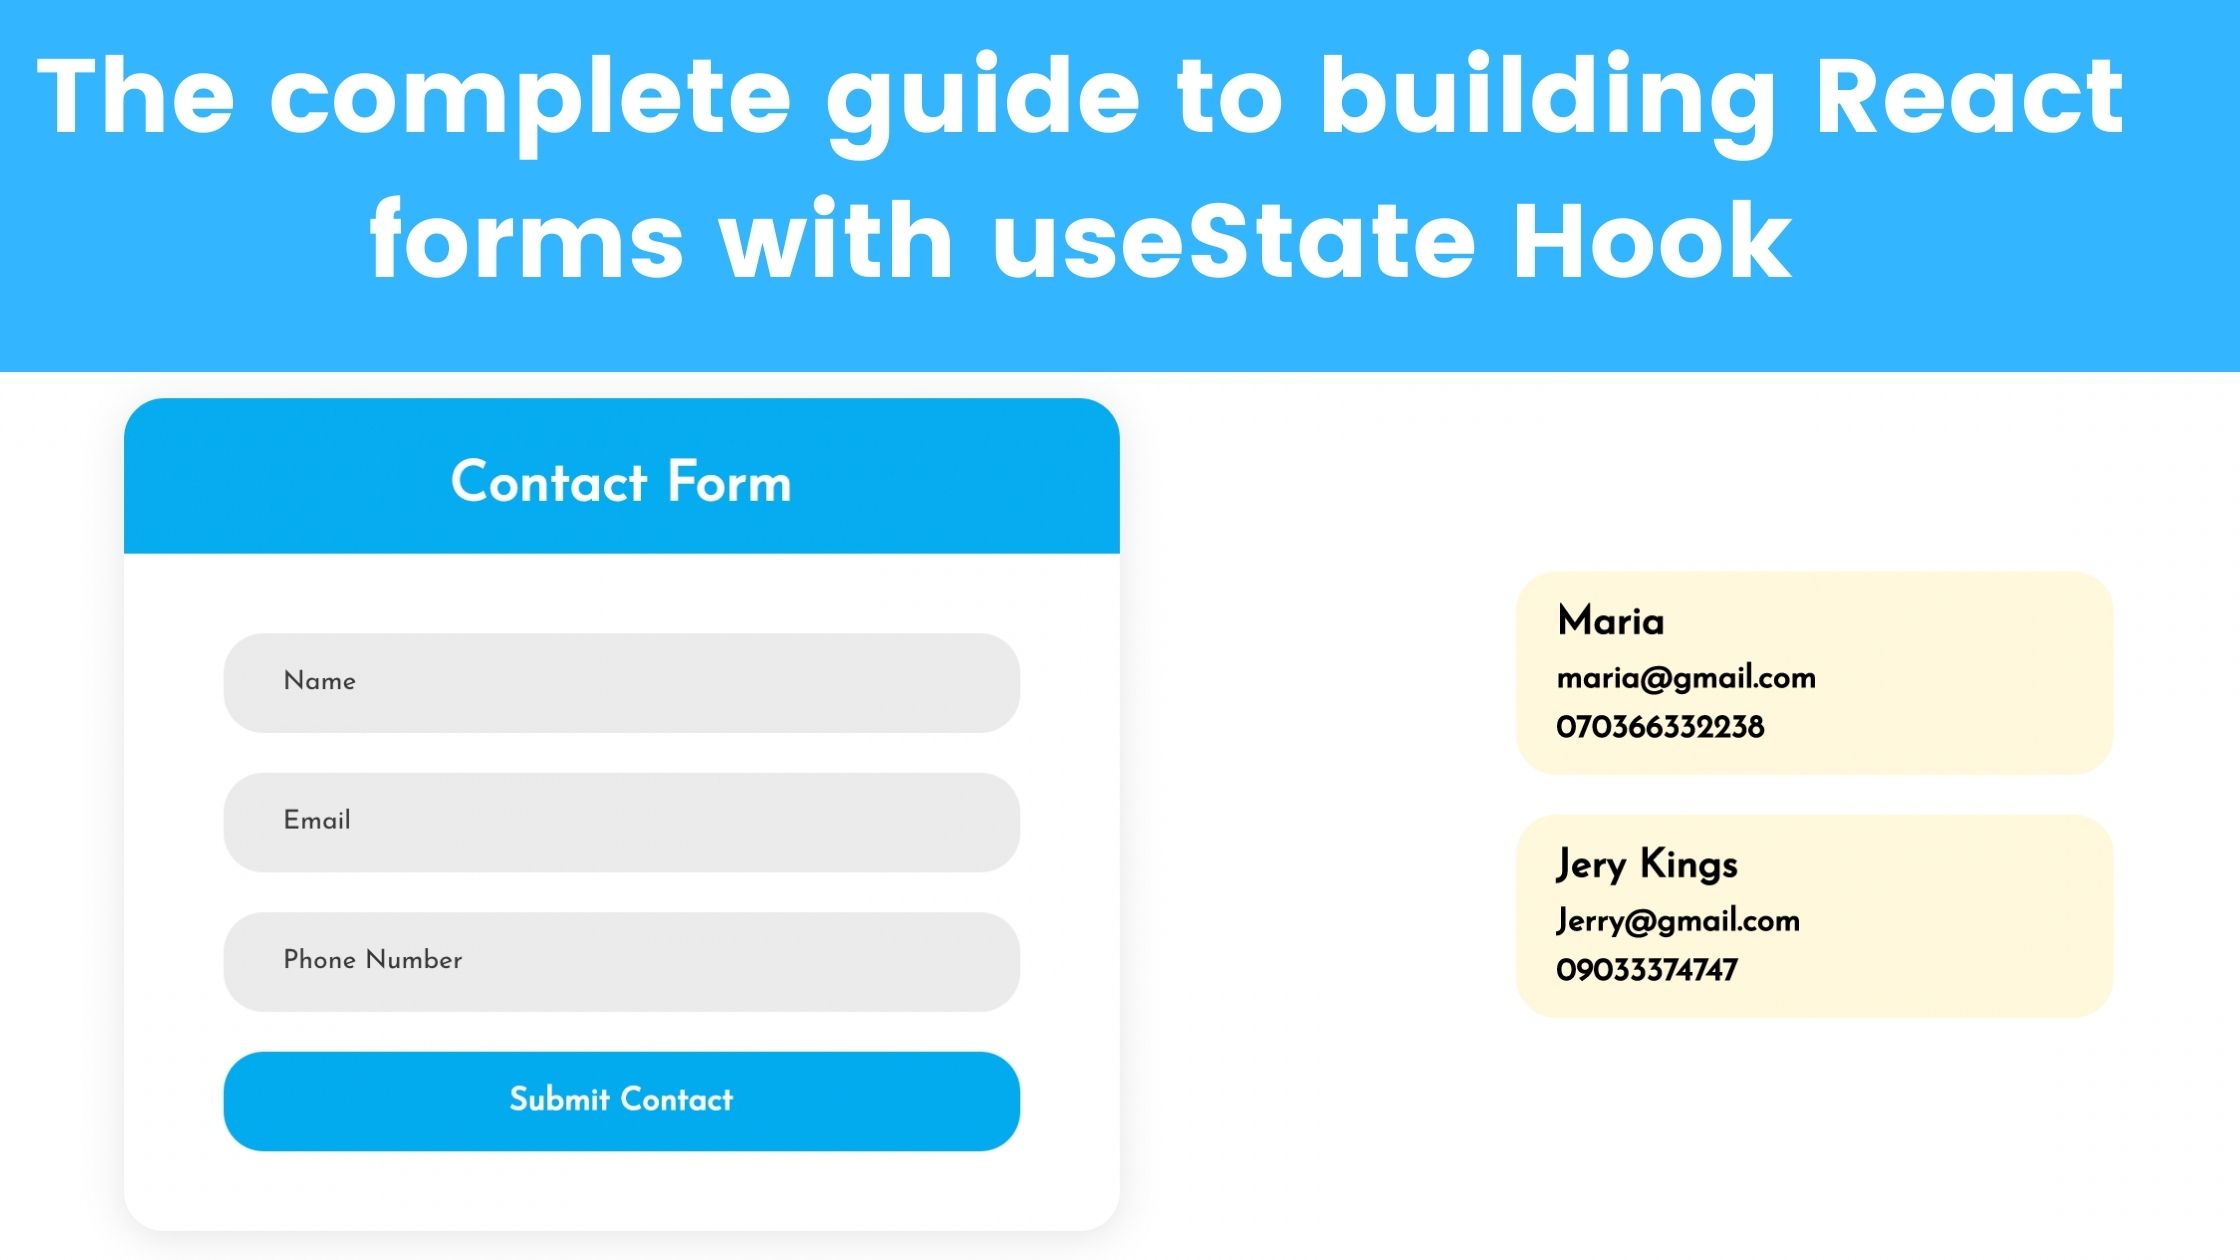 The complete guide to building React
forms with useState Hook
Contact Form
Name
Email
Phone Number
Submit Contact
Maria
maria@gmail.com
070366332238
Jery Kings
Jerry@gmail.com
09033374747